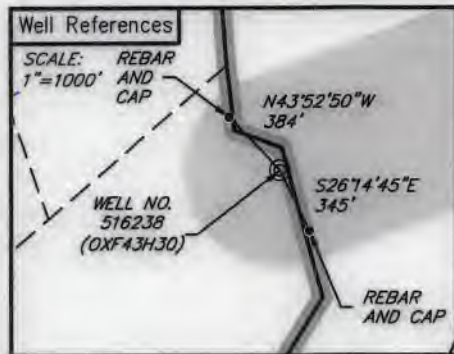 Well References
SCALE:
1"=1000'
REBAR
AND
CAP
N43°52'50"W
384'
WELL NO.
516238
(OXF43H30)
S26°14'45"E
345'
REBAR
AND CAP